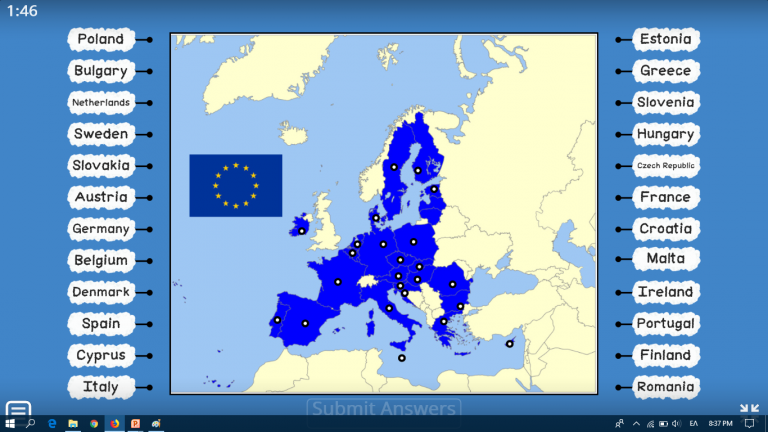 1:46
Poland
Bulgary
Netherlands
Sweden
Slovakia
Austria
Germany
Belgium
Denmark
Spain
Cyprus
Italy
Estonia
Greece
Slovenia
Hungary
Czech Republic
France
Croatia
Malta
Ireland
Portugal
Finland
Romania
Submit Answers
ΕΛ
8:37 PM